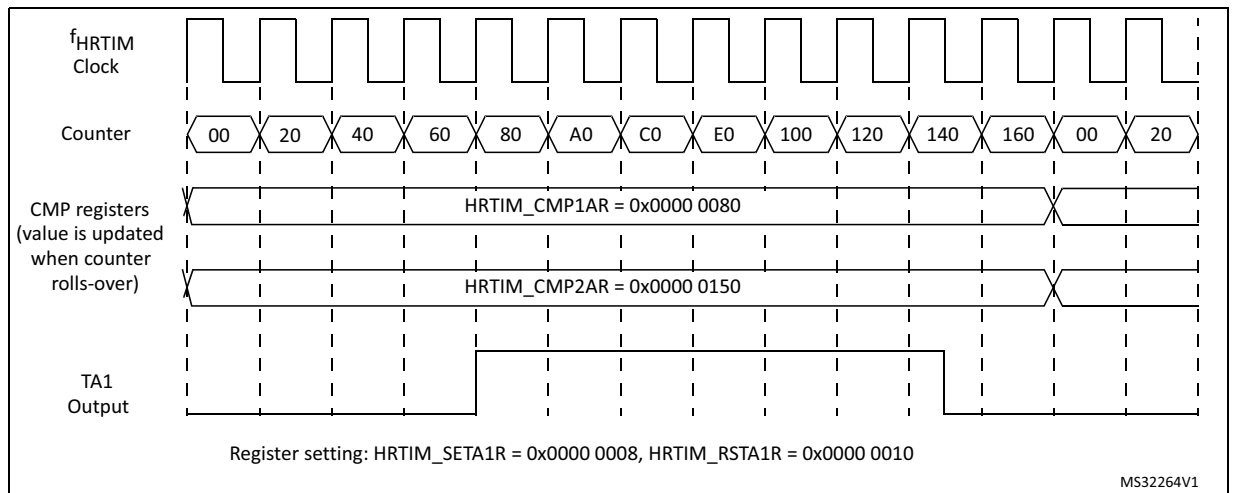 fHRTIM
Clock
Counter
00 20 40 60 80 A0 C0 E0 100 120 140 160 00 20
CMP registers
(value is updated
when counter
rolls-over)
HRTIM_CMP1AR = 0x0000 0080
HRTIM_CMP2AR = 0x0000 0150
TA1
Output
Register setting: HRTIM_SETA1R = 0x0000 0008, HRTIM_RSTA1R = 0x0000 0010
MS32264V1